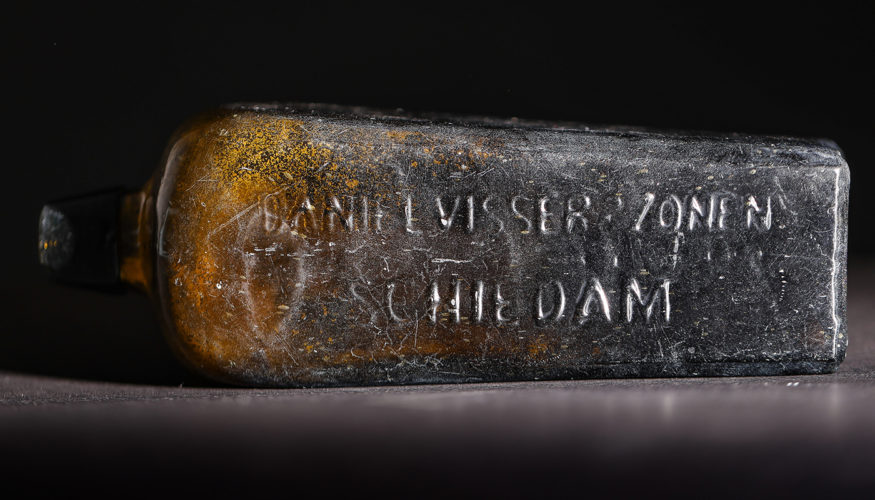 DANIEL VISSER & ZONEN
SCHIEDAM